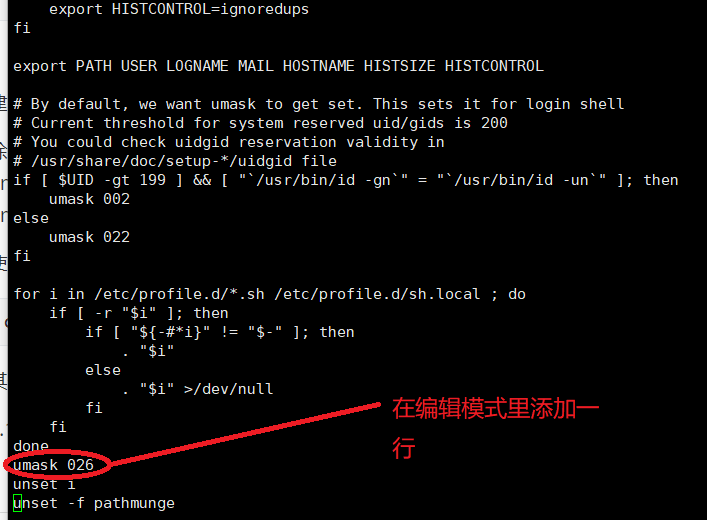 export HISTCONTROL=ignoredups
fi

export PATH USER LOGNAME MAIL HOSTNAME HISTSIZE HISTCONTROL

# By default, we want umask to get set. This sets it for login shell
# Current threshold for system reserved uid/gids is 200
# You could check uidgid reservation validity in
# /usr/share/doc/setup-*/uidgid file
if [ $UID -gt 199 ] && [ "`/usr/bin/id -gn`" = "`/usr/bin/id -un`" ]; then
    umask 002
else
    umask 022
fi

for i in /etc/profile.d/*.sh /etc/profile.d/sh.local ; do
    if [ -r "$i" ]; then
        if [ "${-#*i}" != "$-" ]; then
            . "$i"
        else
            . "$i" >/dev/null
        fi
    fi
done
umask 026
unset i
unset -f pathmunge
在编辑模式里添加一
行